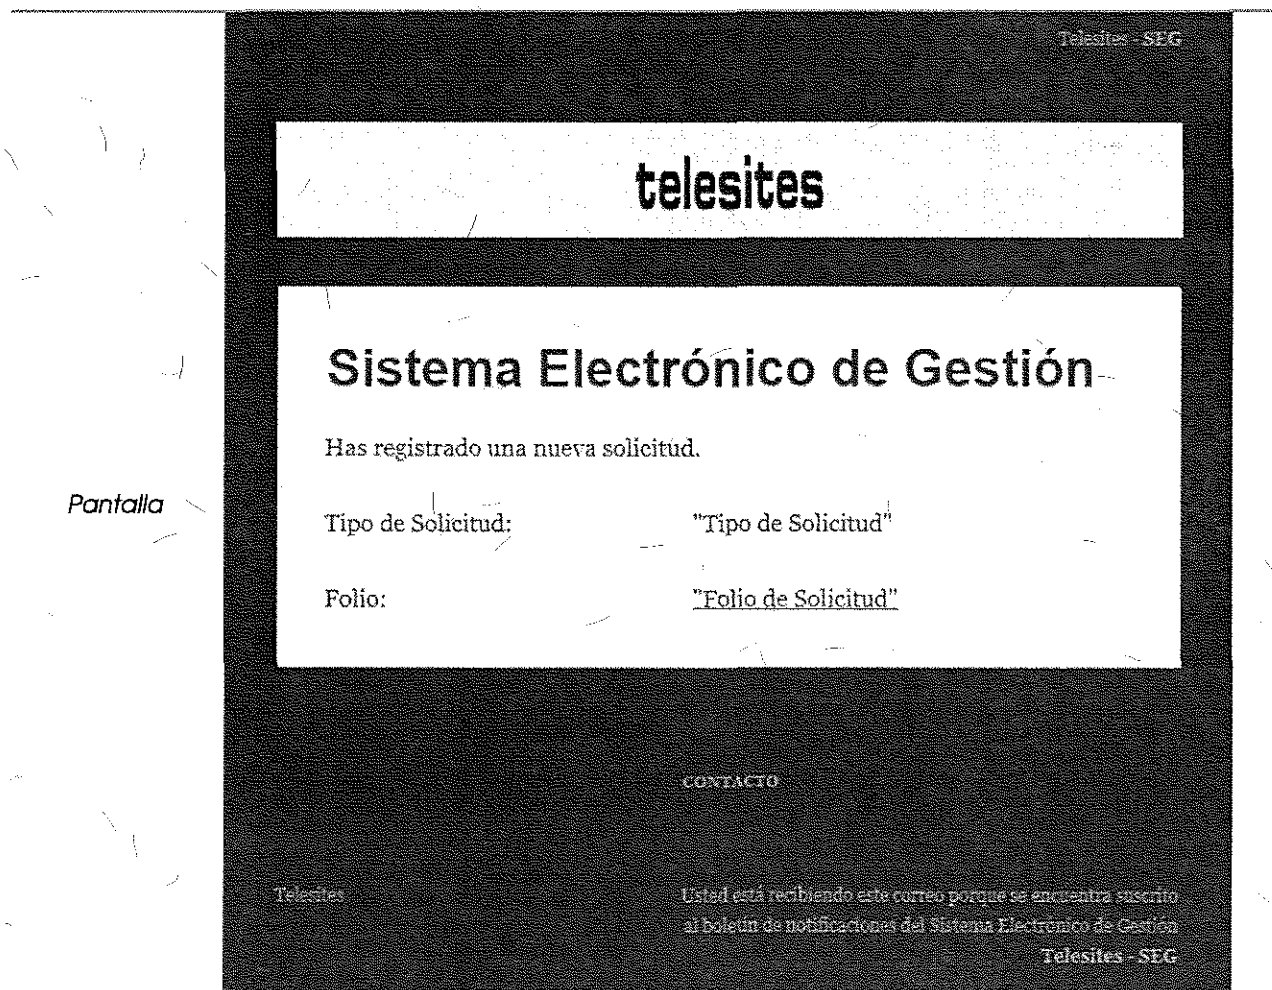 Telesites - SEG
telesites
Sistema Electrónico de Gestión
Has registrado una nueva solicitud.
Pantalla
Tipo de Solicitud: "Tipo de Solicitud"
Folio: "Folio de Solicitud"
CONTACTO
Telesites Usted está recibiendo este correo porque se encuentra suscrito
al boletín de notificaciones del Sistema Electrónico de Gestión
Telesites - SEG